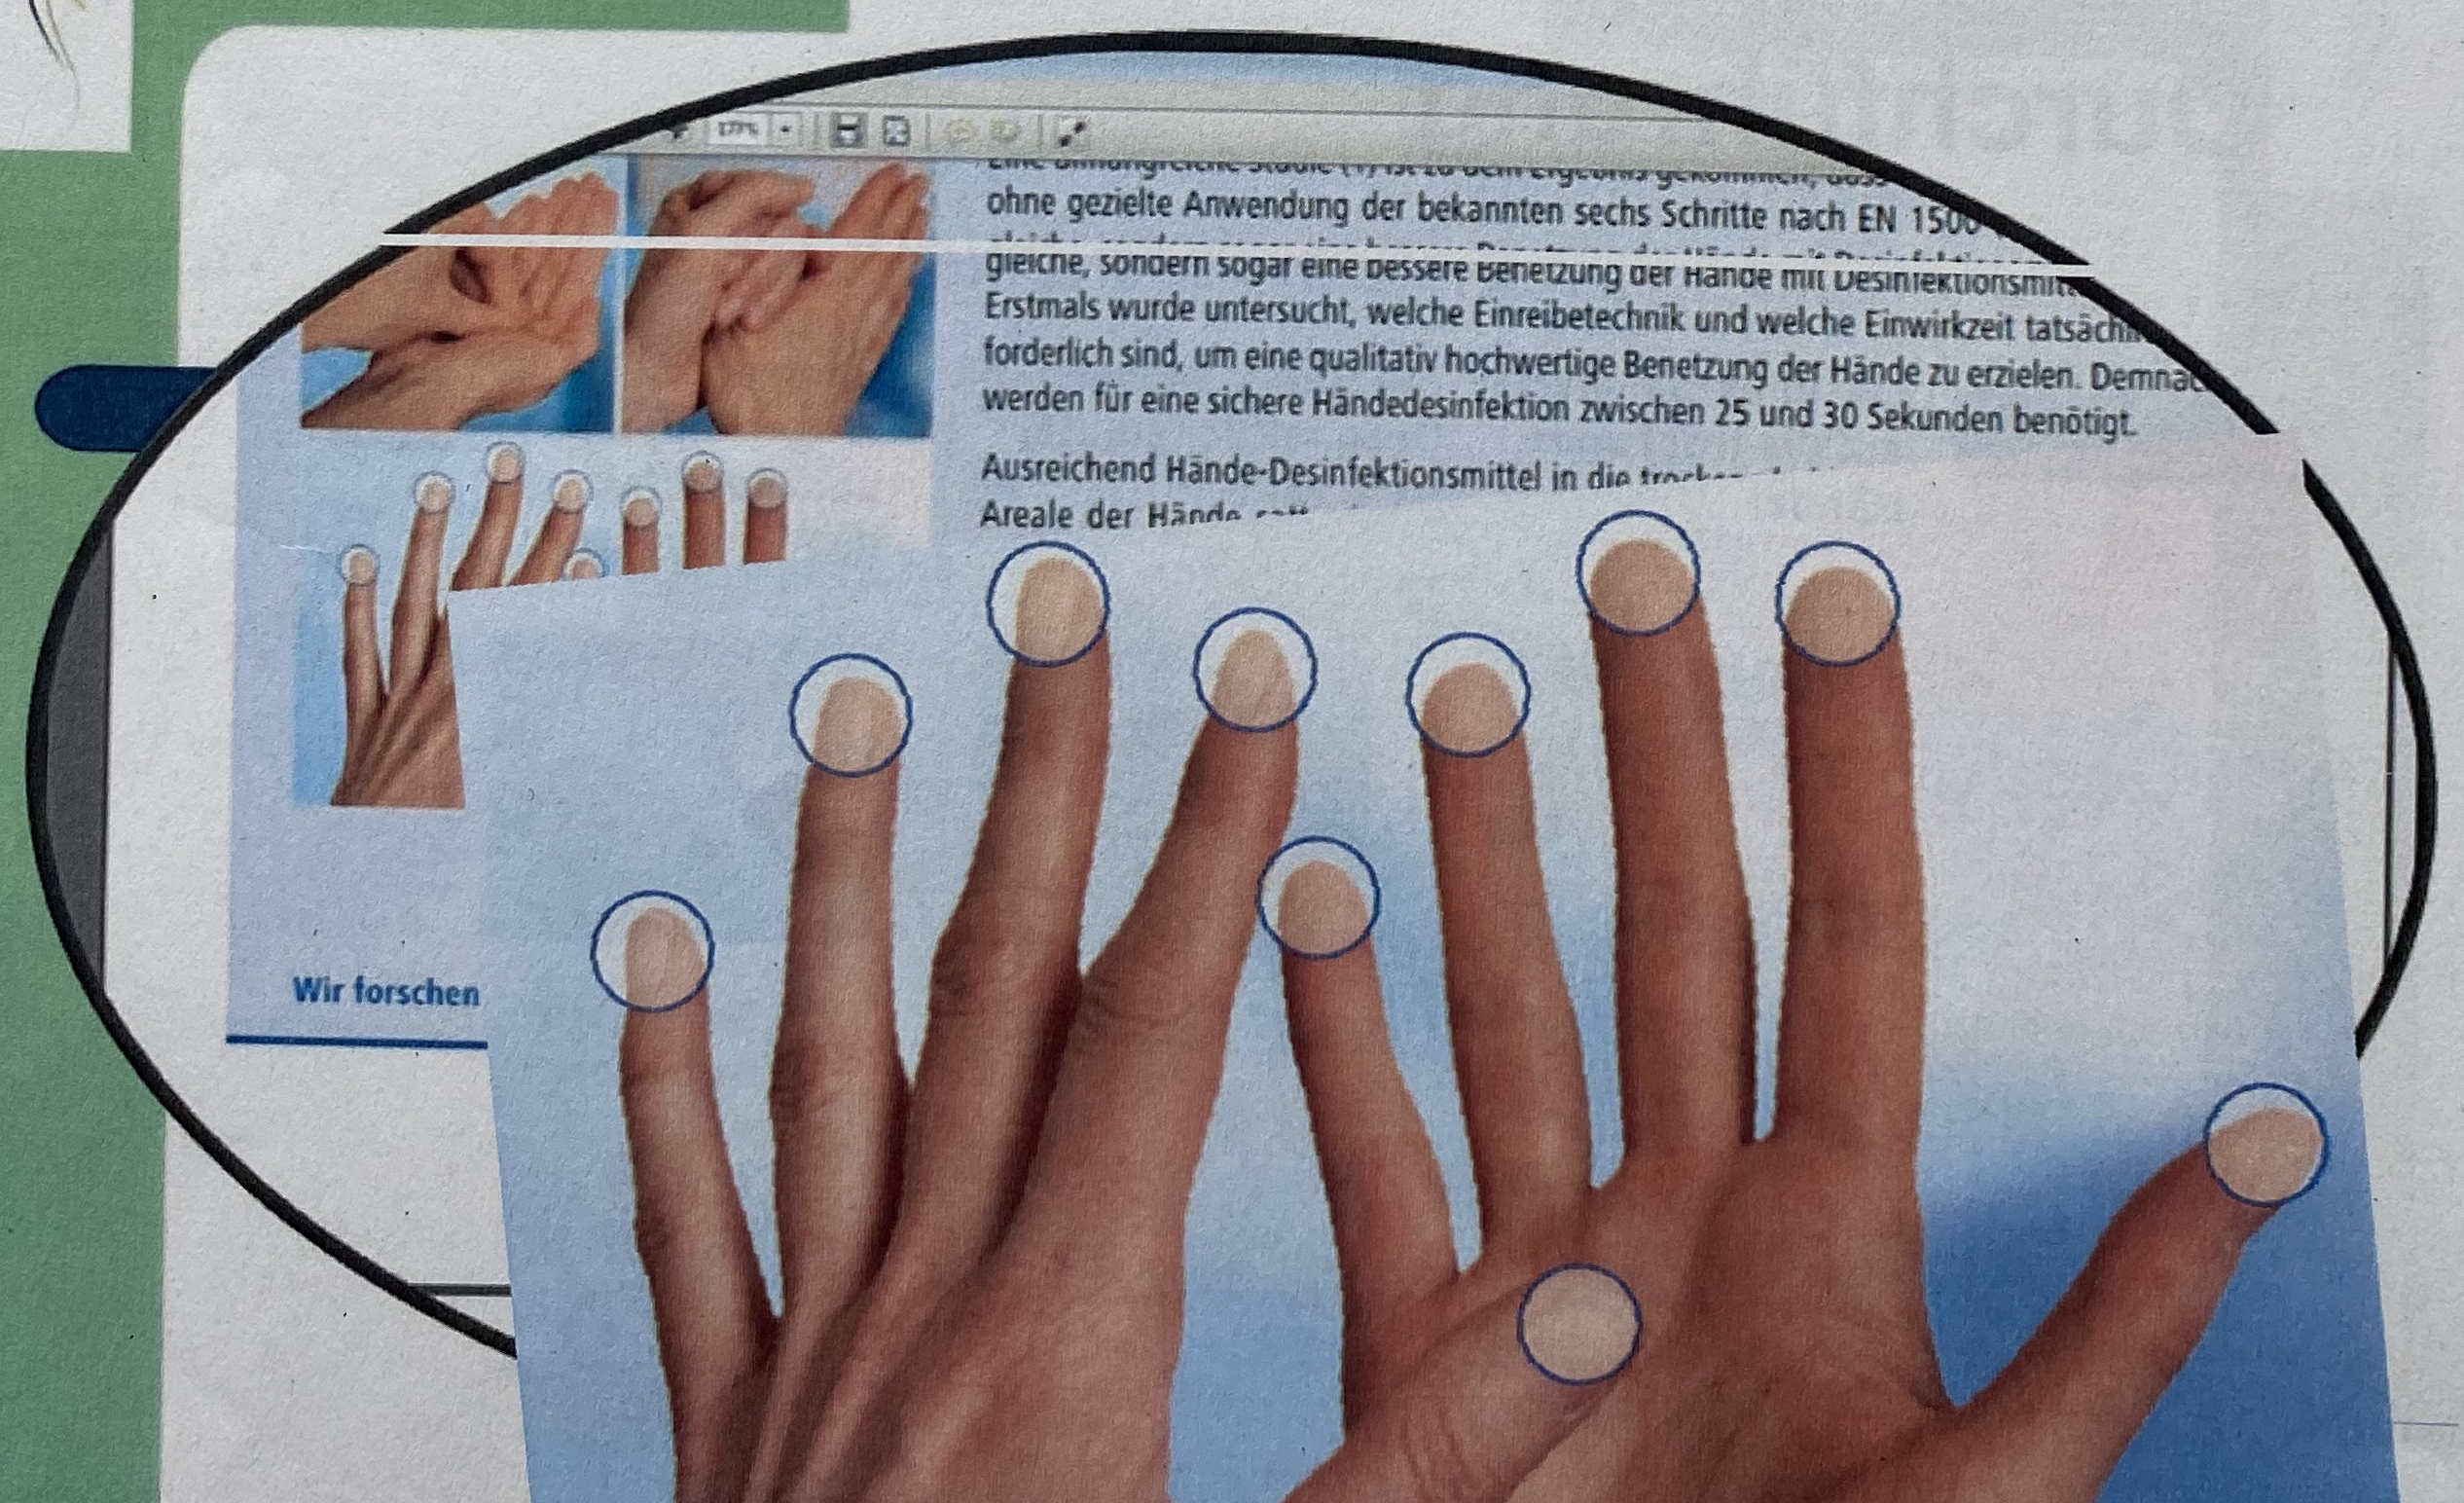 177%
ohne gezielte Anwendung der bekannten sechs Schritte nach EN 1500
gleiche, sondern sogar eine bessere Benetzung der Hände mit
Erstmals wurde untersucht, welche Einreibetechnik und welche Einwirkzeit
forderlich sind, um eine qualitativ hochwertige Benetzung der Hände zu erzielen.
werden für eine sichere Händedesinfektion zwischen 25 und 30 Sekunden benötigt.
Ausreichend Hände-Desinfektionsmittel in die
Areale der Hände
Wir forschen